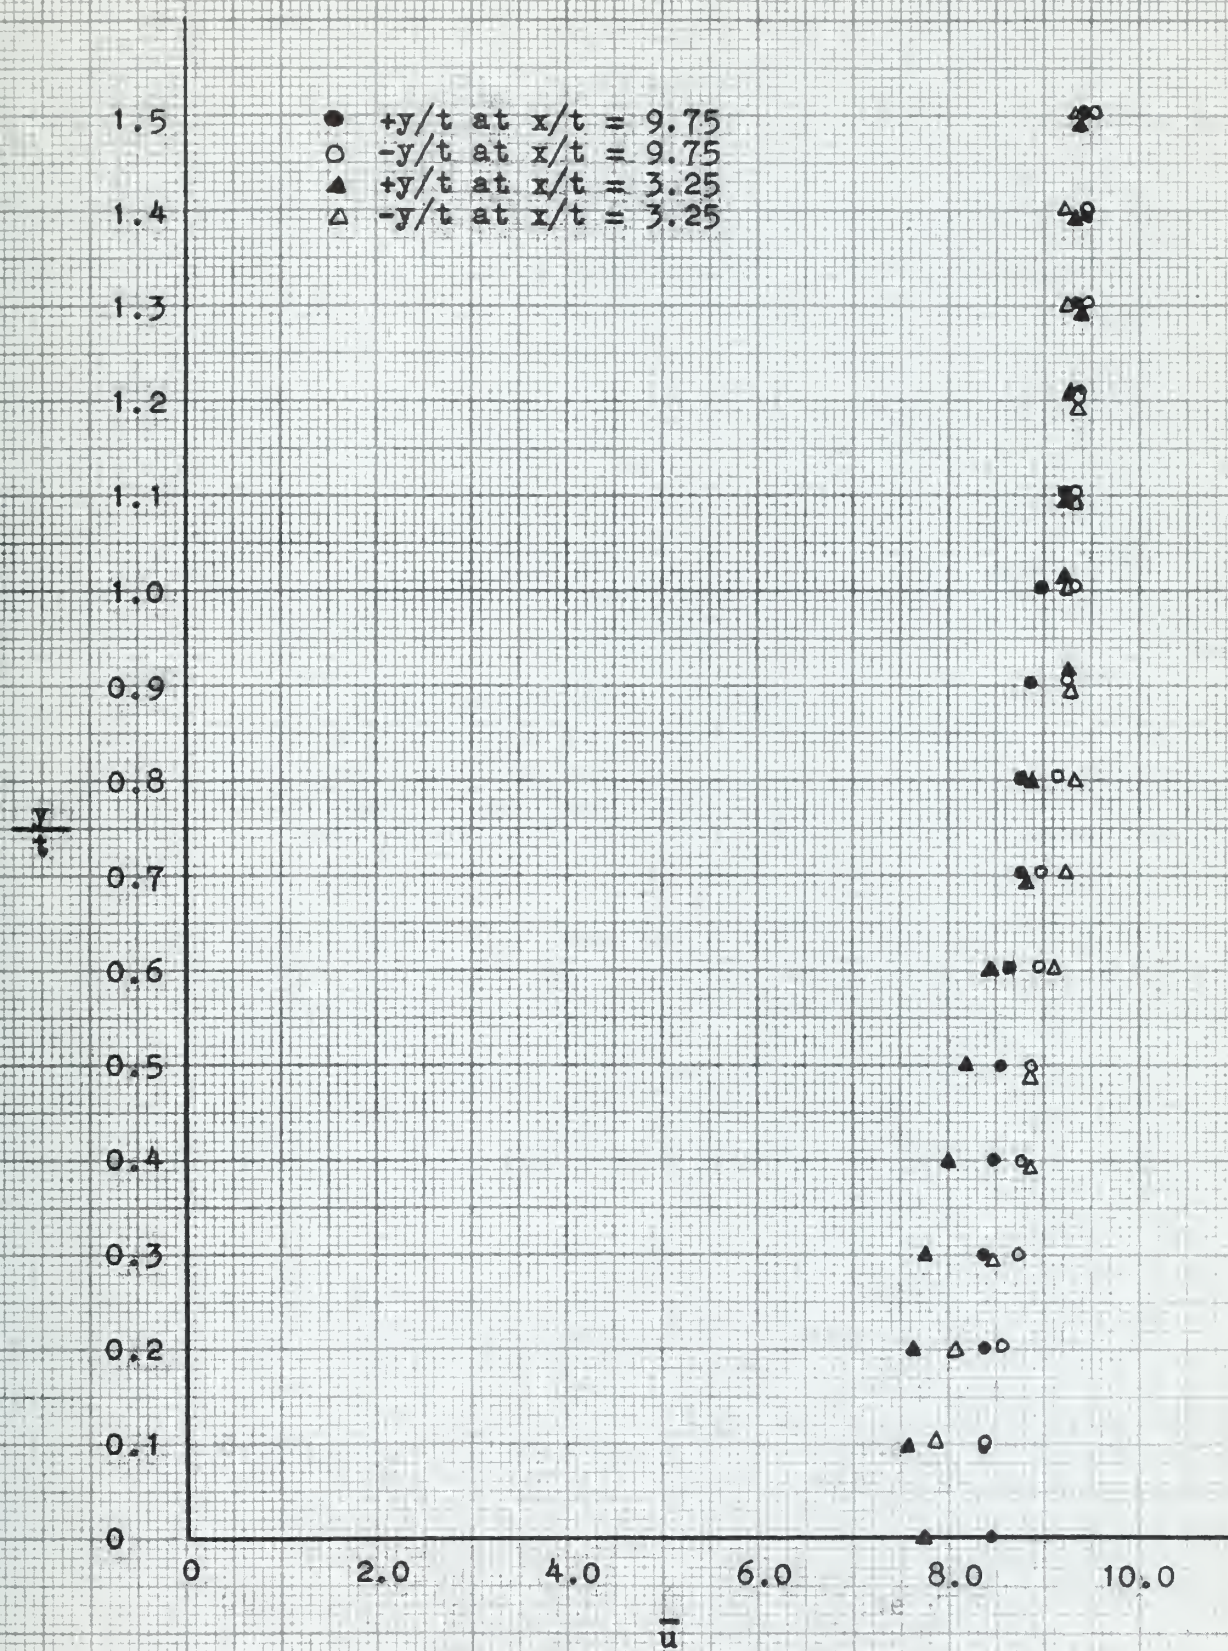 1.5
● +y/t at x/t = 9.75
○ -y/t at x/t = 9.75
▲ +y/t at x/t = 3.25
△ -y/t at x/t = 3.25
1.4
1.3
1.2
1.1
1.0
0.9
0.8
y
t
0.7
0.6
0.5
0.4
0.3
0.2
0.1
0
0 2.0 4.0 6.0 8.0 10.0
u̅